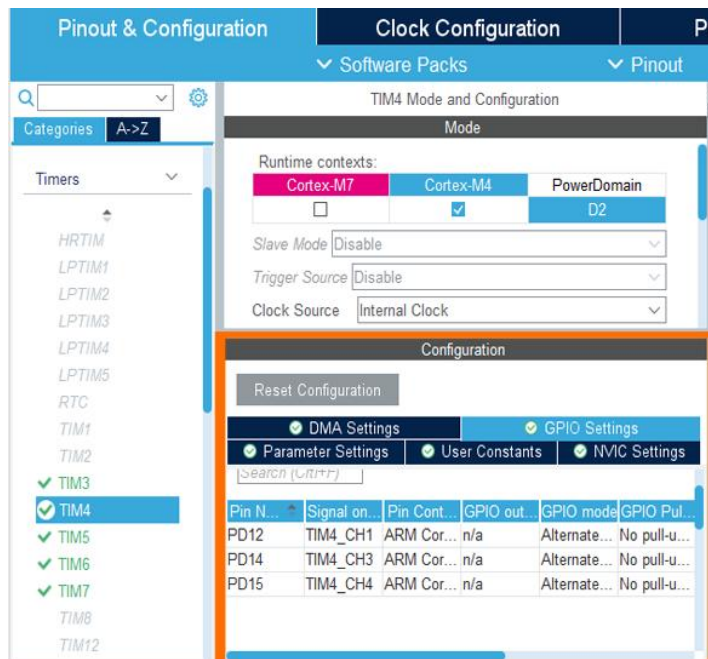 Pinout & Configuration
Clock Configuration
P
Software Packs
Pinout
Categories
A->Z
Timers
HRTIM
LPTIM1
LPTIM2
LPTIM3
LPTIM4
LPTIM5
RTC
TIM1
TIM2
TIM3
TIM4
TIM5
TIM6
TIM7
TIM8
TIM12
TIM4 Mode and Configuration
Mode
Runtime contexts:
Cortex-M7 Cortex-M4 PowerDomain
D2
Slave Mode Disable
Trigger Source Disable
Clock Source Internal Clock
Configuration
Reset Configuration
DMA Settings GPIO Settings
Parameter Settings User Constants NVIC Settings
Search (Ctrl+F)
Pin N... Signal on... Pin Cont... GPIO out... GPIO mode GPIO Pul...
PD12 TIM4_CH1 ARM Cor... n/a Alternate... No pull-u...
PD14 TIM4_CH3 ARM Cor... n/a Alternate... No pull-u...
PD15 TIM4_CH4 ARM Cor... n/a Alternate... No pull-u...